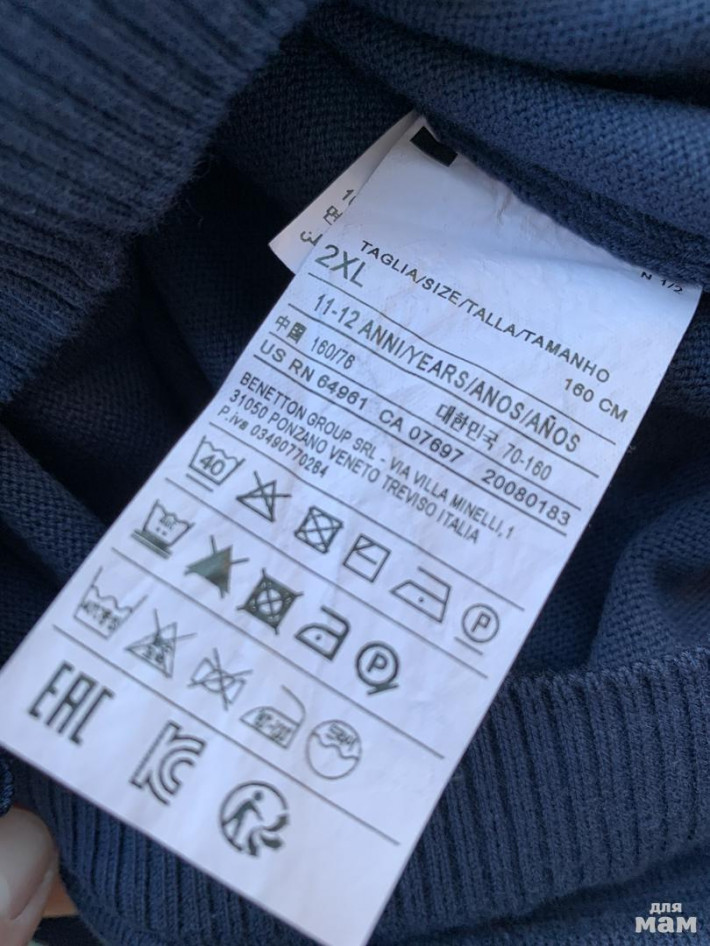 N 1/2
TAGLIA/SIZE/TALLA/TAMANHO
2XL
160 CM
11-12 ANNI/YEARS/ANOS/AÑOS
中国 160/76 대한민국 70-160
US RN 64961 CA 07697 20080183
BENETTON GROUP SRL - VIA VILLA MINELLI,1
31050 PONZANO VENETO TREVISO ITALIA
P.iva 03490770264
40
P
P
EAC
для
мам